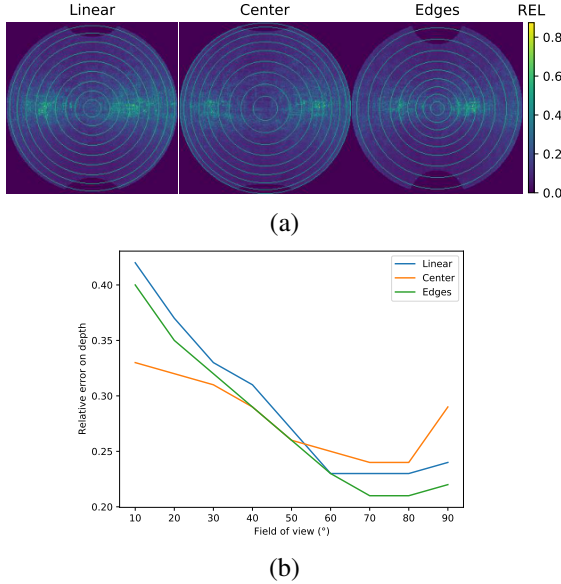 Linear Center Edges REL
0.8
0.6
0.4
0.2
0.0
(a)
0.40
0.35
0.30
0.25
0.20
Relative error on depth
Linear
Center
Edges
10 20 30 40 50 60 70 80 90
Field of view (°)
(b)